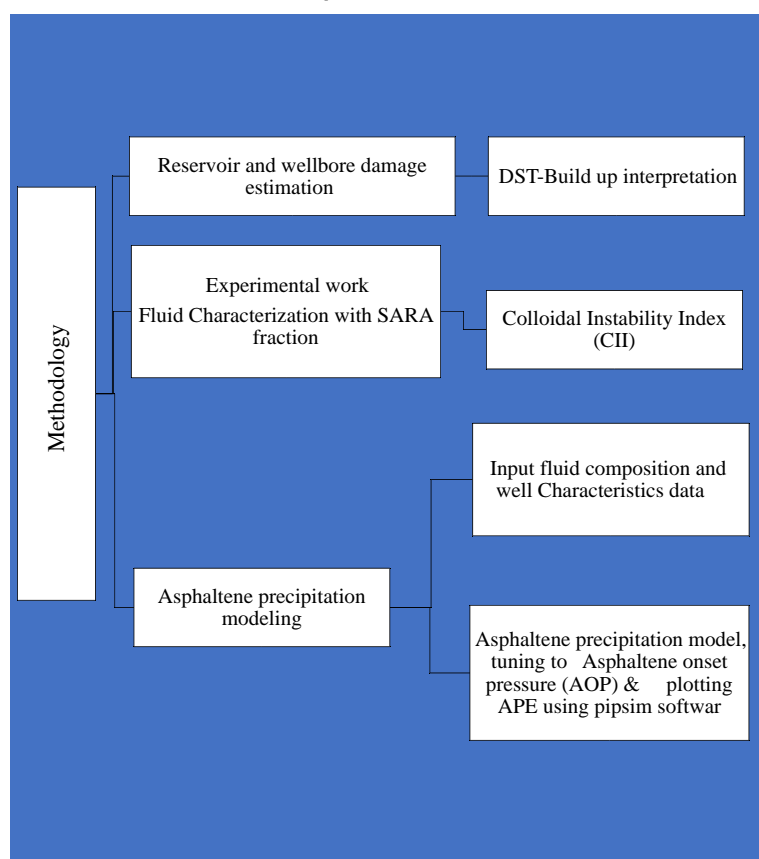 Methodology
Reservoir and wellbore damage
estimation
DST-Build up interpretation
Experimental work
Fluid Characterization with SARA
fraction
Colloidal Instability Index
(CII)
Asphaltene precipitation
modeling
Input fluid composition and
well Characteristics data
Asphaltene precipitation model,
tuning to Asphaltene onset
pressure (AOP) & plotting
APE using pipsim softwar